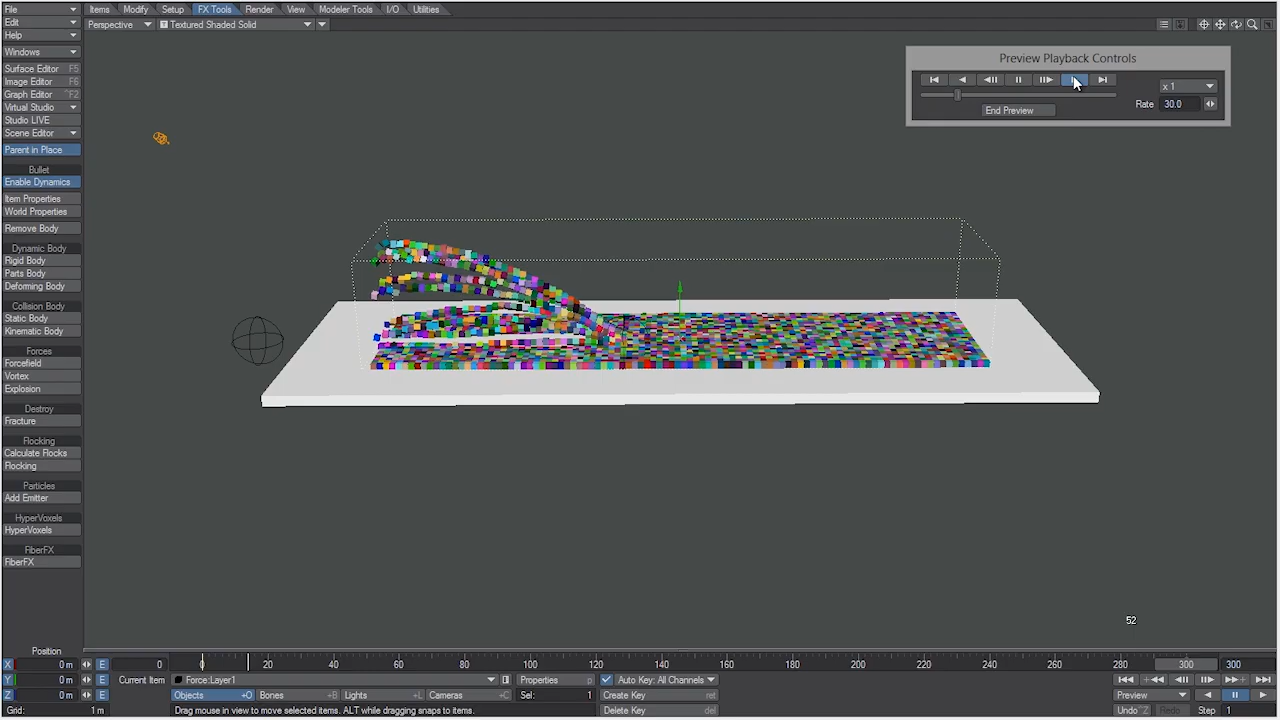 File Items Modify Setup FX Tools Render View Modeler Tools I/O Utilities
Edit Perspective Textured Shaded Solid
Help
Windows
Surface Editor F5
Image Editor F6
Graph Editor ^F2
Virtual Studio
Studio LIVE
Scene Editor
Parent in Place
Bullet
Enable Dynamics
Item Properties
World Properties
Remove Body
Dynamic Body
Rigid Body
Parts Body
Deforming Body
Collision Body
Static Body
Kinematic Body
Forces
Forcefield
Vortex
Explosion
Destroy
Fracture
Flocking
Calculate Flocks
Flocking
Particles
Add Emitter
HyperVoxels
HyperVoxels
FiberFX
FiberFX
Preview Playback Controls
x 1
Rate 30.0
End Preview
52
Position
X 0 m E 0 0 20 40 60 80 100 120 140 160 180 200 220 240 260 280 300 300
Y 0 m E Current Item Force:Layer1 Properties p Auto Key: All Channels
Z 0 m E Objects +O Bones +B Lights +L Cameras +C Sel: 1 Create Key ret Preview
Grid: 1 m Drag mouse in view to move selected items. ALT while dragging snaps to items. Delete Key del Undo^Z Redo Step 1